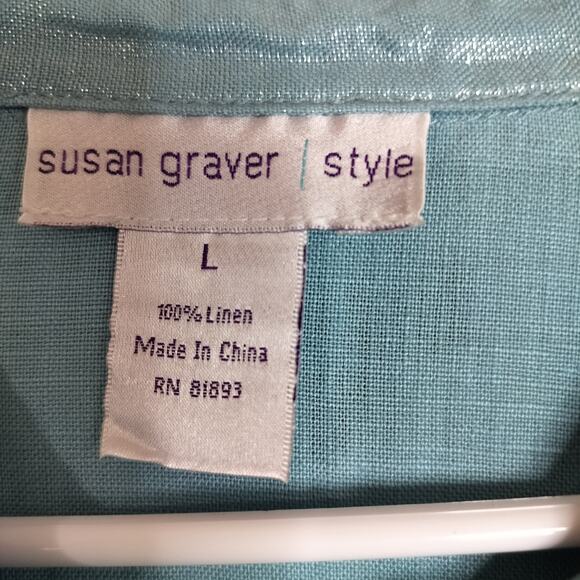 susan graver | style
L
100% Linen
Made In China
RN 81893